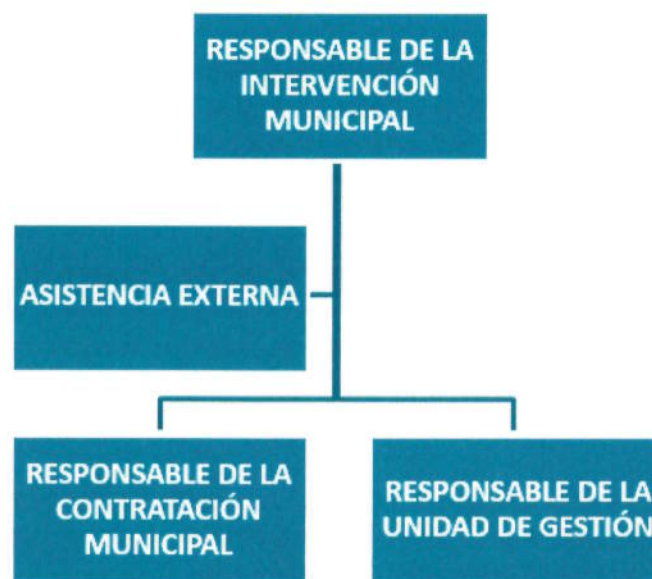 RESPONSABLE DE LA
INTERVENCIÓN
MUNICIPAL
ASISTENCIA EXTERNA
RESPONSABLE DE LA
CONTRATACIÓN
MUNICIPAL
RESPONSABLE DE LA
UNIDAD DE GESTIÓN